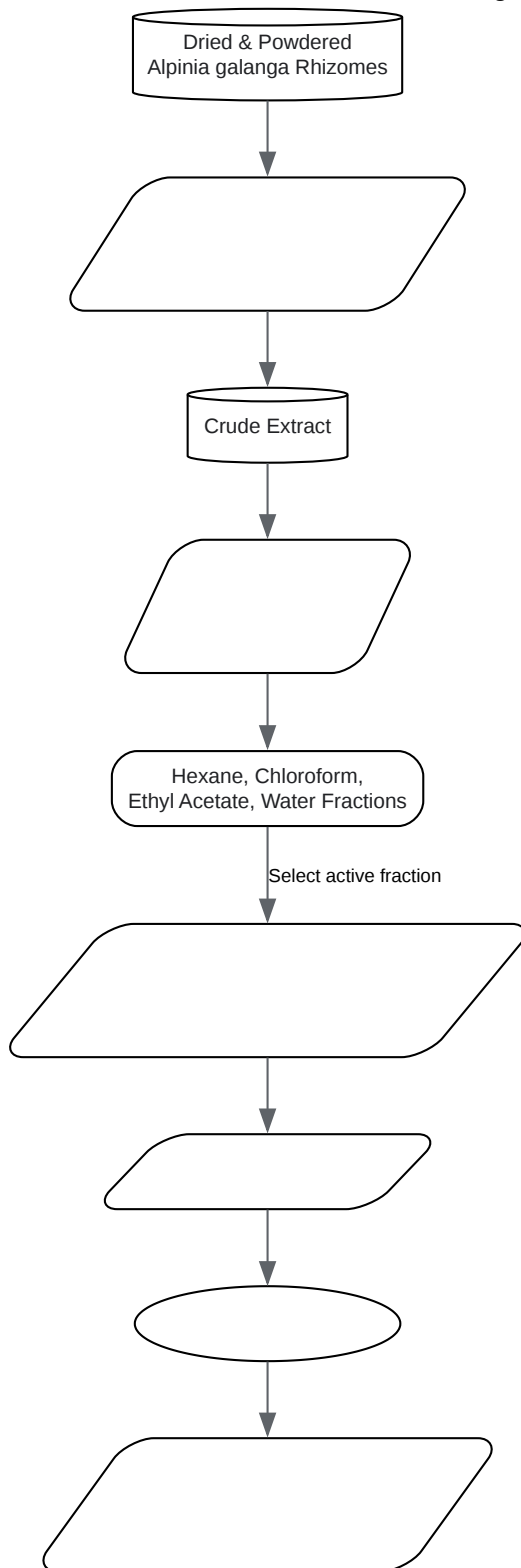 Dried & Powdered
Alpinia galanga Rhizomes
Crude Extract
Hexane, Chloroform,
Ethyl Acetate, Water Fractions
Select active fraction